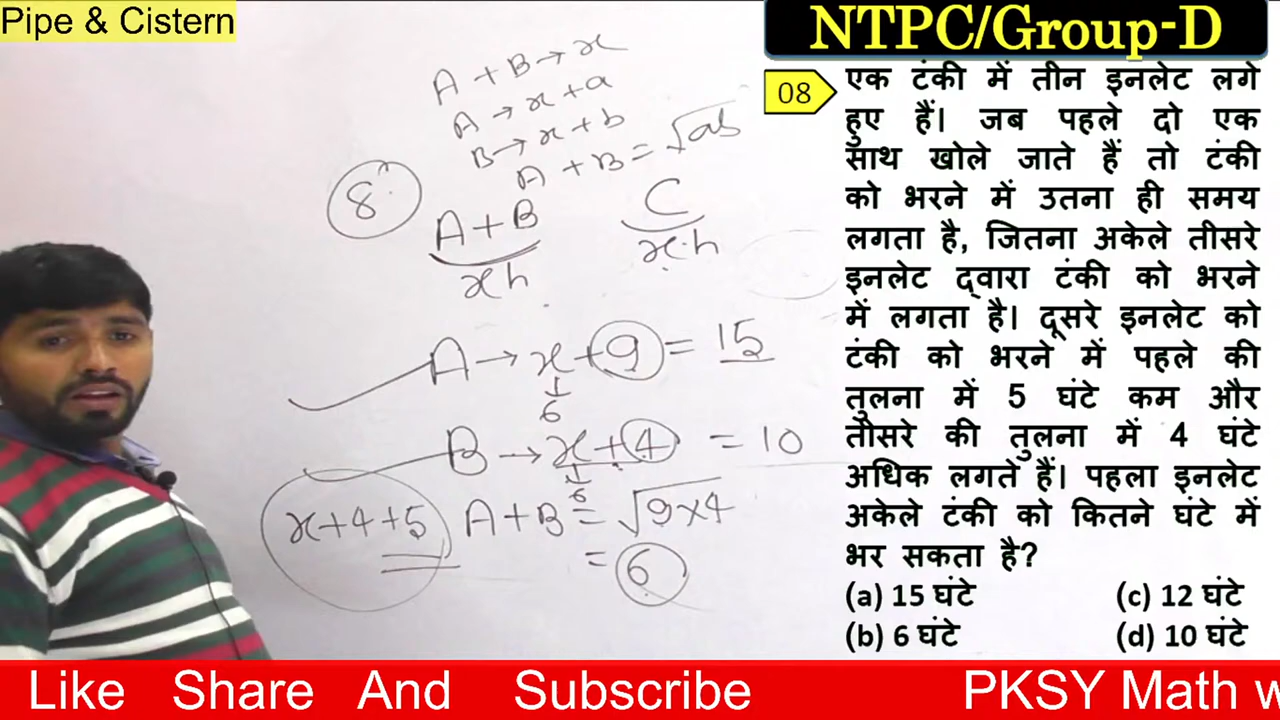 Pipe & Cistern
NTPC/Group-D
A + B → x
A → x + a
B → x + b
A + B = √ab
8
A+B
x h
C
x h
A → x + 9 = 15
6
B → x + 4 = 10
6
x+4+5
A+B = √9×4
= 6
08
एक टंकी में तीन इनलेट लगे
हुए हैं। जब पहले दो एक
साथ खोले जाते हैं तो टंकी
को भरने में उतना ही समय
लगता है, जितना अकेले तीसरे
इनलेट द्वारा टंकी को भरने
में लगता है। दूसरे इनलेट को
टंकी को भरने में पहले की
तुलना में 5 घंटे कम और
तीसरे की तुलना में 4 घंटे
अधिक लगते हैं। पहला इनलेट
अकेले टंकी को कितने घंटे में
भर सकता है?
(a) 15 घंटे (c) 12 घंटे
(b) 6 घंटे (d) 10 घंटे
Like Share And Subscribe PKSY Math